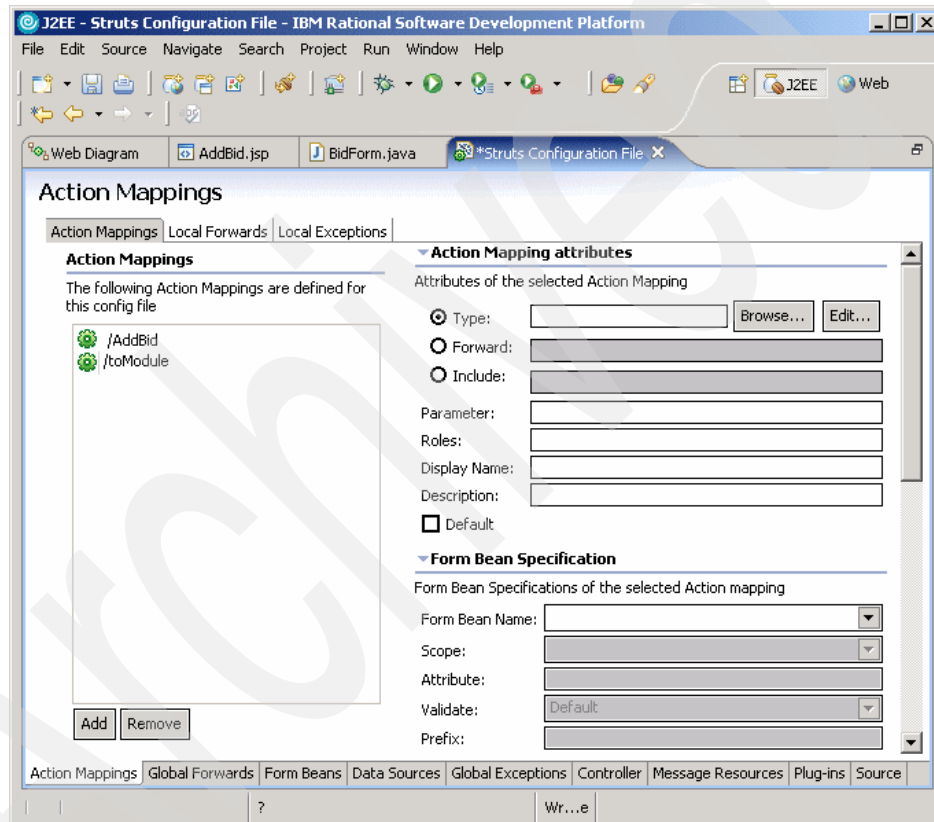 J2EE - Struts Configuration File - IBM Rational Software Development Platform
File Edit Source Navigate Search Project Run Window Help
J2EE Web
Web Diagram AddBid.jsp BidForm.java *Struts Configuration File
Action Mappings
Action Mappings Local Forwards Local Exceptions
Action Mappings
The following Action Mappings are defined for
this config file
/AddBid
/toModule
Add Remove
Action Mapping attributes
Attributes of the selected Action Mapping
Type: Browse... Edit...
Forward:
Include:
Parameter:
Roles:
Display Name:
Description:
Default
Form Bean Specification
Form Bean Specifications of the selected Action mapping
Form Bean Name:
Scope:
Attribute:
Validate: Default
Prefix:
Action Mappings Global Forwards Form Beans Data Sources Global Exceptions Controller Message Resources Plug-ins Source
? Wr...e